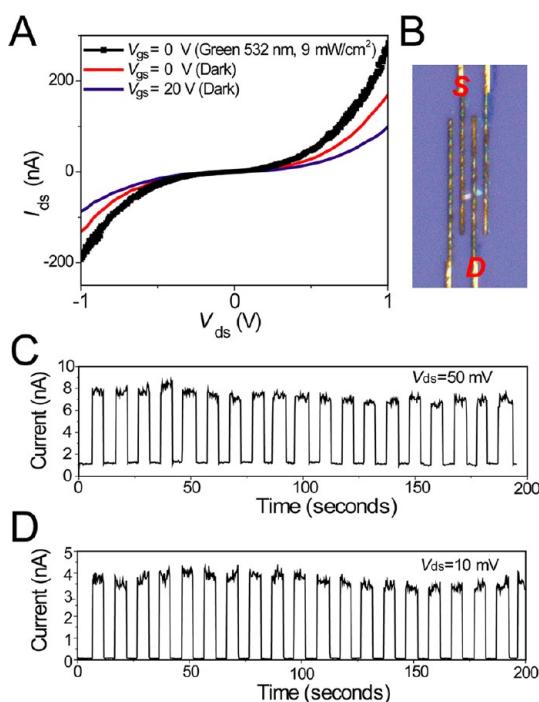 A
B
Vgs= 0 V (Green 532 nm, 9 mW/cm²)
Vgs= 0 V (Dark)
Vgs= 20 V (Dark)
200
0
-200
Ids (nA)
-1
0
1
Vds (V)
S
D
C
10
8
6
4
2
0
Current (nA)
Vds=50 mV
0
50
100
150
200
Time (seconds)
D
5
4
3
2
1
0
Current (nA)
Vds=10 mV
0
50
100
150
200
Time (seconds)